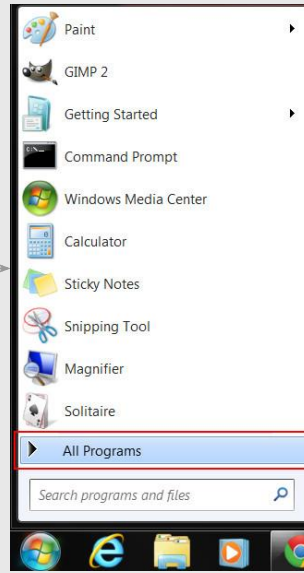 Paint
GIMP 2
Getting Started
Command Prompt
Windows Media Center
Calculator
Sticky Notes
Snipping Tool
Magnifier
Solitaire
All Programs
Search programs and files